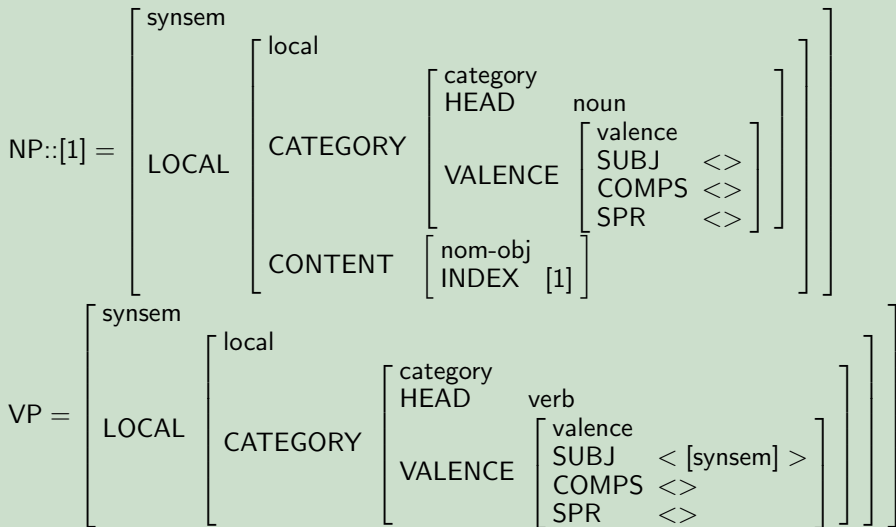 synsem
local
category
HEAD noun
valence
SUBJ <>
NP::[1] = LOCAL CATEGORY VALENCE COMPS <>
SPR <>
nom-obj
CONTENT INDEX [1]
synsem
local
category
HEAD verb
valence
VP = LOCAL CATEGORY VALENCE SUBJ < [synsem] >
COMPS <>
SPR <>